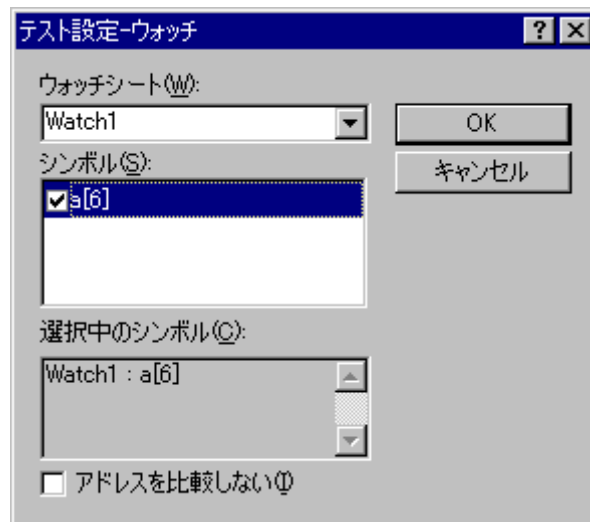 テスト設定-ウォッチ
ウォッチシート(W):
Watch1
OK
シンボル(S):
キャンセル
a[6]
選択中のシンボル(C):
Watch1 : a[6]
アドレスを比較しない(I)